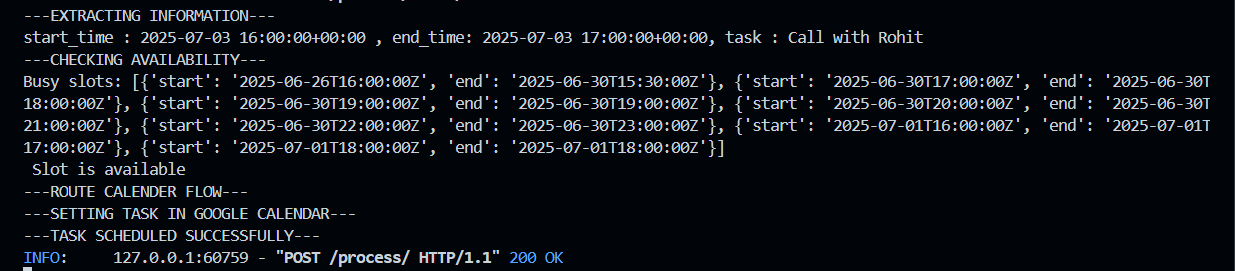 ---EXTRACTING INFORMATION---
start_time : 2025-07-03 16:00:00+00:00 , end_time: 2025-07-03 17:00:00+00:00, task : Call with Rohit
---CHECKING AVAILABILITY---
Busy slots: [{'start': '2025-06-26T16:00:00Z', 'end': '2025-06-30T15:30:00Z'}, {'start': '2025-06-30T17:00:00Z', 'end': '2025-06-30T
18:00:00Z'}, {'start': '2025-06-30T19:00:00Z', 'end': '2025-06-30T19:00:00Z'}, {'start': '2025-06-30T20:00:00Z', 'end': '2025-06-30T
21:00:00Z'}, {'start': '2025-06-30T22:00:00Z', 'end': '2025-06-30T23:00:00Z'}, {'start': '2025-07-01T16:00:00Z', 'end': '2025-07-01T
17:00:00Z'}, {'start': '2025-07-01T18:00:00Z', 'end': '2025-07-01T18:00:00Z'}]
Slot is available
---ROUTE CALENDER FLOW---
---SETTING TASK IN GOOGLE CALENDAR---
---TASK SCHEDULED SUCCESSFULLY---
INFO: 127.0.0.1:60759 - "POST /process/ HTTP/1.1" 200 OK